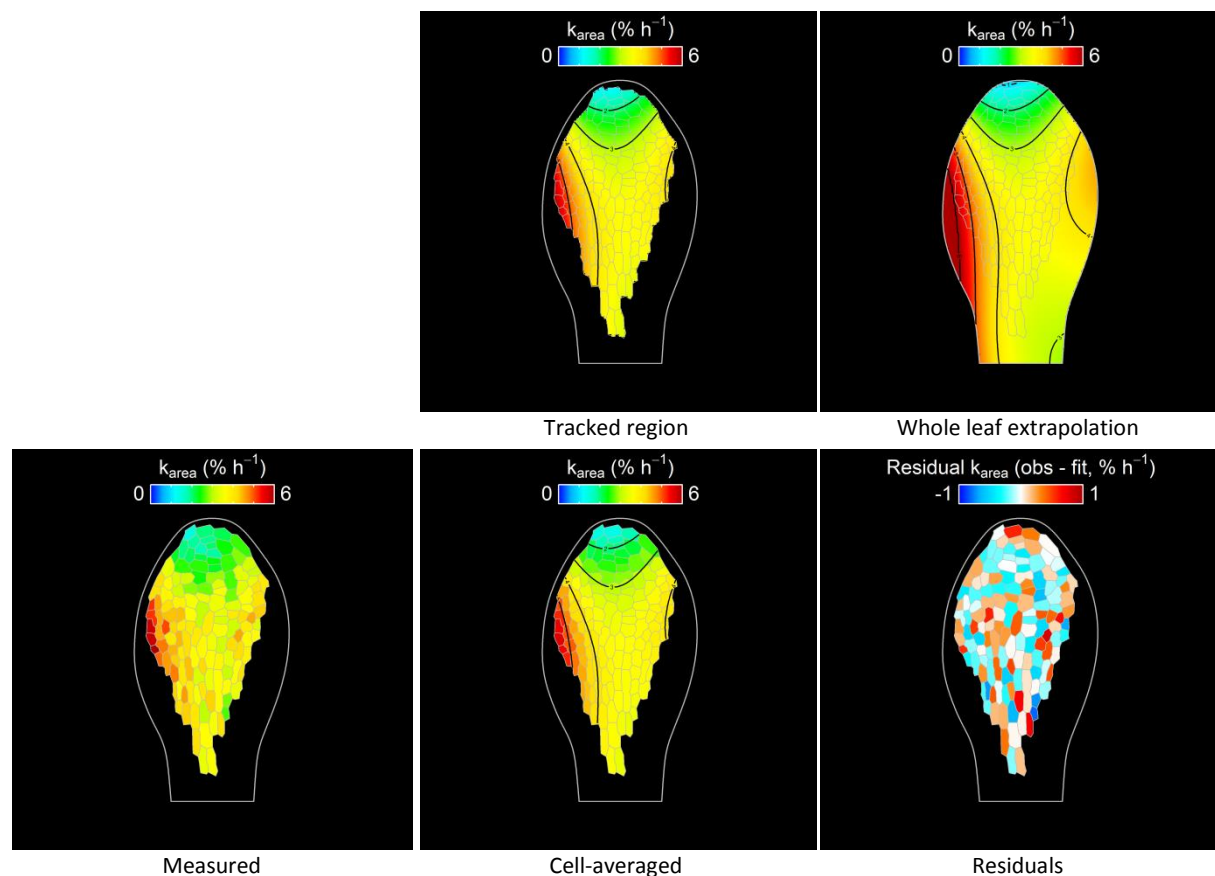 k_area (% h⁻¹)
0 6
k_area (% h⁻¹)
0 6
Tracked region
Whole leaf extrapolation
k_area (% h⁻¹)
0 6
k_area (% h⁻¹)
0 6
Residual k_area (obs - fit, % h⁻¹)
-1 1
Measured
Cell-averaged
Residuals